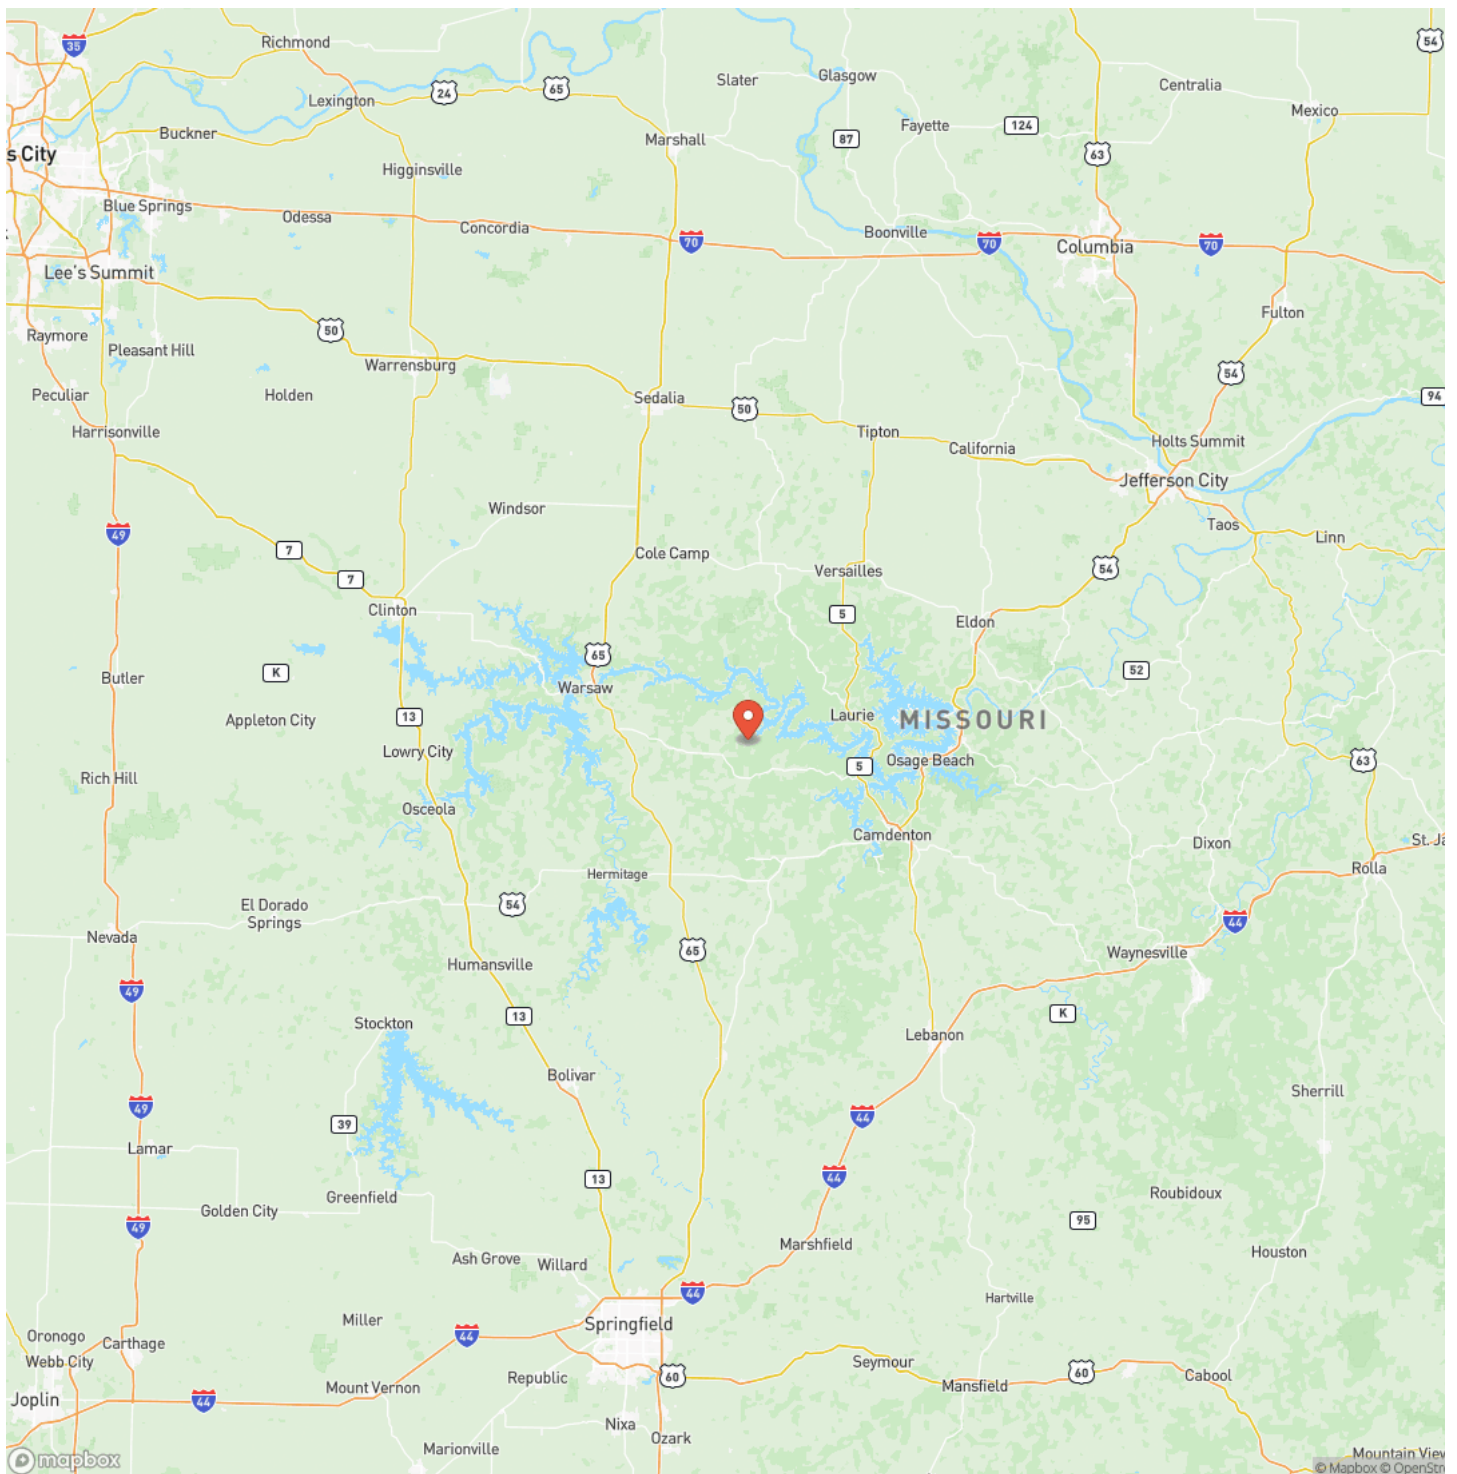 35
Richmond
54
Slater
Glasgow
Centralia
24
65
Lexington
Mexico
Buckner
Marshall
87
Fayette
124
63
s City
Higginsville
Blue Springs
Odessa
Concordia
70
Boonville
70
Columbia
70
Lee's Summit
Fulton
Raymore
50
Pleasant Hill
Warrensburg
54
Peculiar
Holden
Sedalia
50
94
Harrisonville
Tipton
California
Holts Summit
Jefferson City
Windsor
Taos
49
Linn
7
Cole Camp
Versailles
54
7
Clinton
5
Eldon
65
K
52
Butler
Warsaw
13
Appleton City
Laurie
MISSOURI
Lowry City
5
Osage Beach
63
Rich Hill
Osceola
Camdenton
Dixon
St. Ja
Hermitage
Rolla
El Dorado
Springs
54
44
Nevada
65
Waynesville
Humansville
49
13
K
Stockton
Lebanon
Bolivar
Sherrill
49
44
39
Lamar
44
13
Greenfield
Roubidoux
Golden City
49
95
Marshfield
Houston
Ash Grove
Willard
44
Hartville
Miller
Springfield
Oronogo
Carthage
44
Webb City
Seymour
60
Republic
60
Cabool
Mount Vernon
Mansfield
Joplin
44
Nixa
Ozark
Marionville
Mountain View
mapbox
© Mapbox © OpenStre